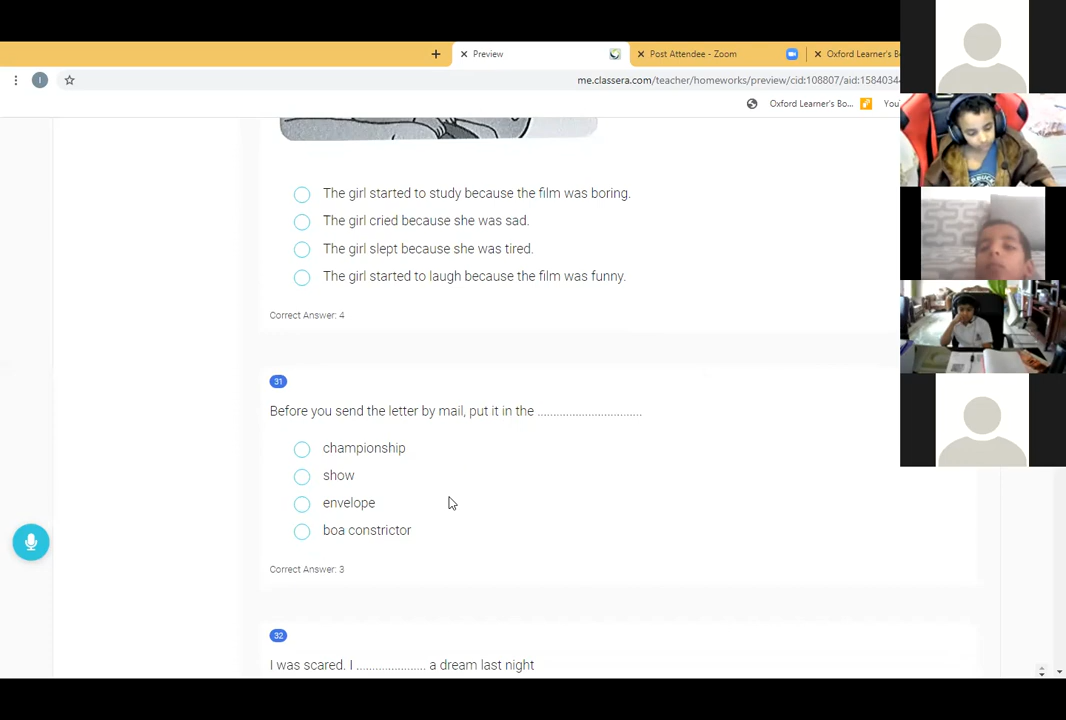 Preview
Post Attendee - Zoom
Oxford Learner's Bo
me.classera.com/teacher/homeworks/preview/cid:108807/aid:1584034
Oxford Learner's Bo...
You
The girl started to study because the film was boring.
The girl cried because she was sad.
The girl slept because she was tired.
The girl started to laugh because the film was funny.
Correct Answer: 4
31
Before you send the letter by mail, put it in the ................................
championship
show
envelope
boa constrictor
Correct Answer: 3
32
I was scared. I ...................... a dream last night